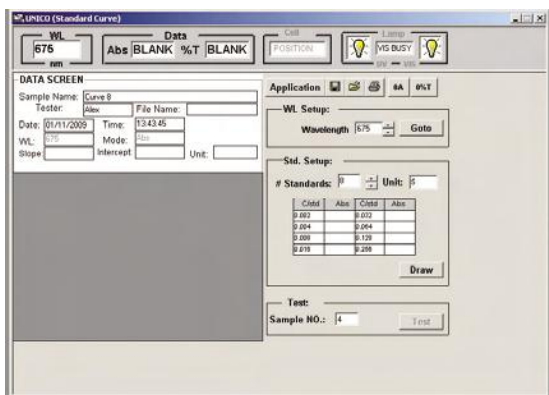 UNICO (Standard Curve)
WL
675
nm
Data
Abs BLANK %T BLANK
Cell
POSITION
Lamp
VIS BUSY
UV VIS
DATA SCREEN
Sample Name: Curve 8
Tester: Alex File Name:
Date: 01/11/2009 Time: 13:43:45
WL: 675 Mode: Abs
Slope: Intercept Unit:
Application 0A 0%T
WL Setup:
Wavelength 675 Goto
Std. Setup:
# Standards: Unit:
C/std Abs C/std Abs
0.002 0.032
0.004 0.064
0.008 0.128
0.016 0.256
Draw
Test:
Sample NO.: 4 Test